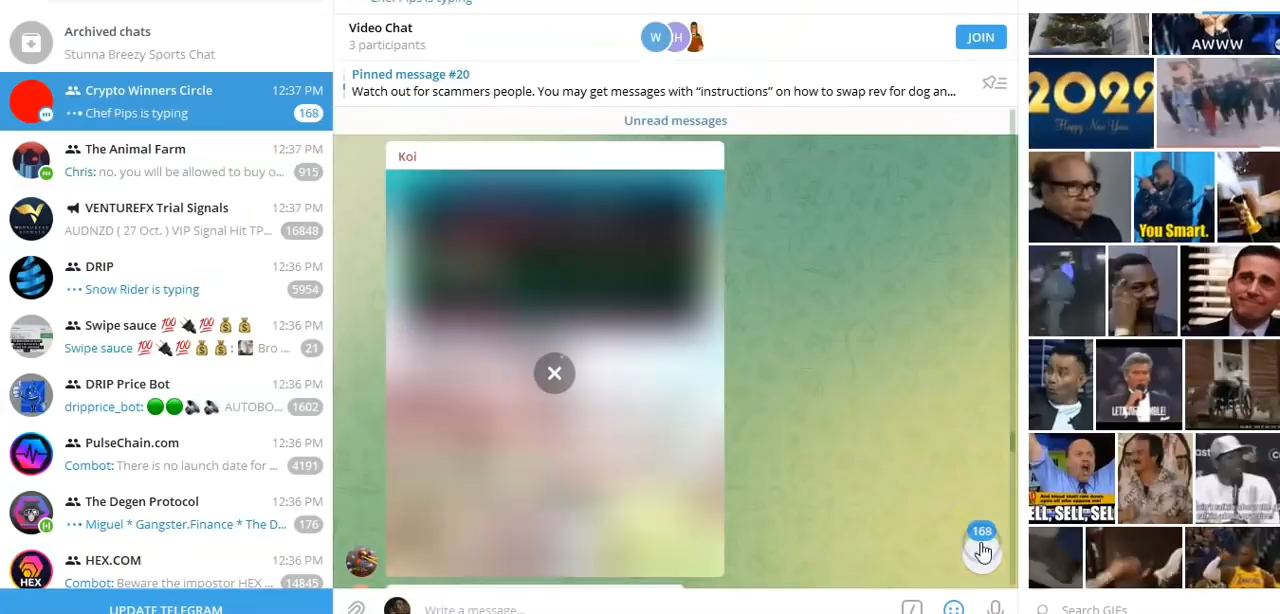 Archived chats
Stunna Breezy Sports Chat
Crypto Winners Circle 12:37 PM
Chef Pips is typing 168
The Animal Farm 12:37 PM
Chris: no, you will be allowed to buy o... 915
VENTUREFX Trial Signals 12:37 PM
AUDNZD ( 27 Oct. ) VIP Signal Hit TP... 16848
DRIP 12:36 PM
Snow Rider is typing 5954
Swipe sauce 💯🔌💯💰💰 12:36 PM
Swipe sauce 💯🔌💯💰💰: Bro ... 21
DRIP Price Bot 12:36 PM
dripprice_bot: 🟢🟢🔊🔊 AUTOBO... 1602
PulseChain.com 12:36 PM
Combot: There is no launch date for ... 4191
The Degen Protocol 12:36 PM
Miguel * Gangster.Finance * The D... 176
HEX.COM 12:36 PM
HEX
Combot: Beware the impostor HEX ... 14845
UPDATE TELEGRAM
Chef Pips is typing
Video Chat
3 participants
W H
JOIN
Pinned message #20
Watch out for scammers people. You may get messages with “instructions” on how to swap rev for dog an...
Unread messages
Koi
168
Write a message...
AWWW
2022
Happy New Year
You Smart.
ELL, SELL, SEL
Search GIFs